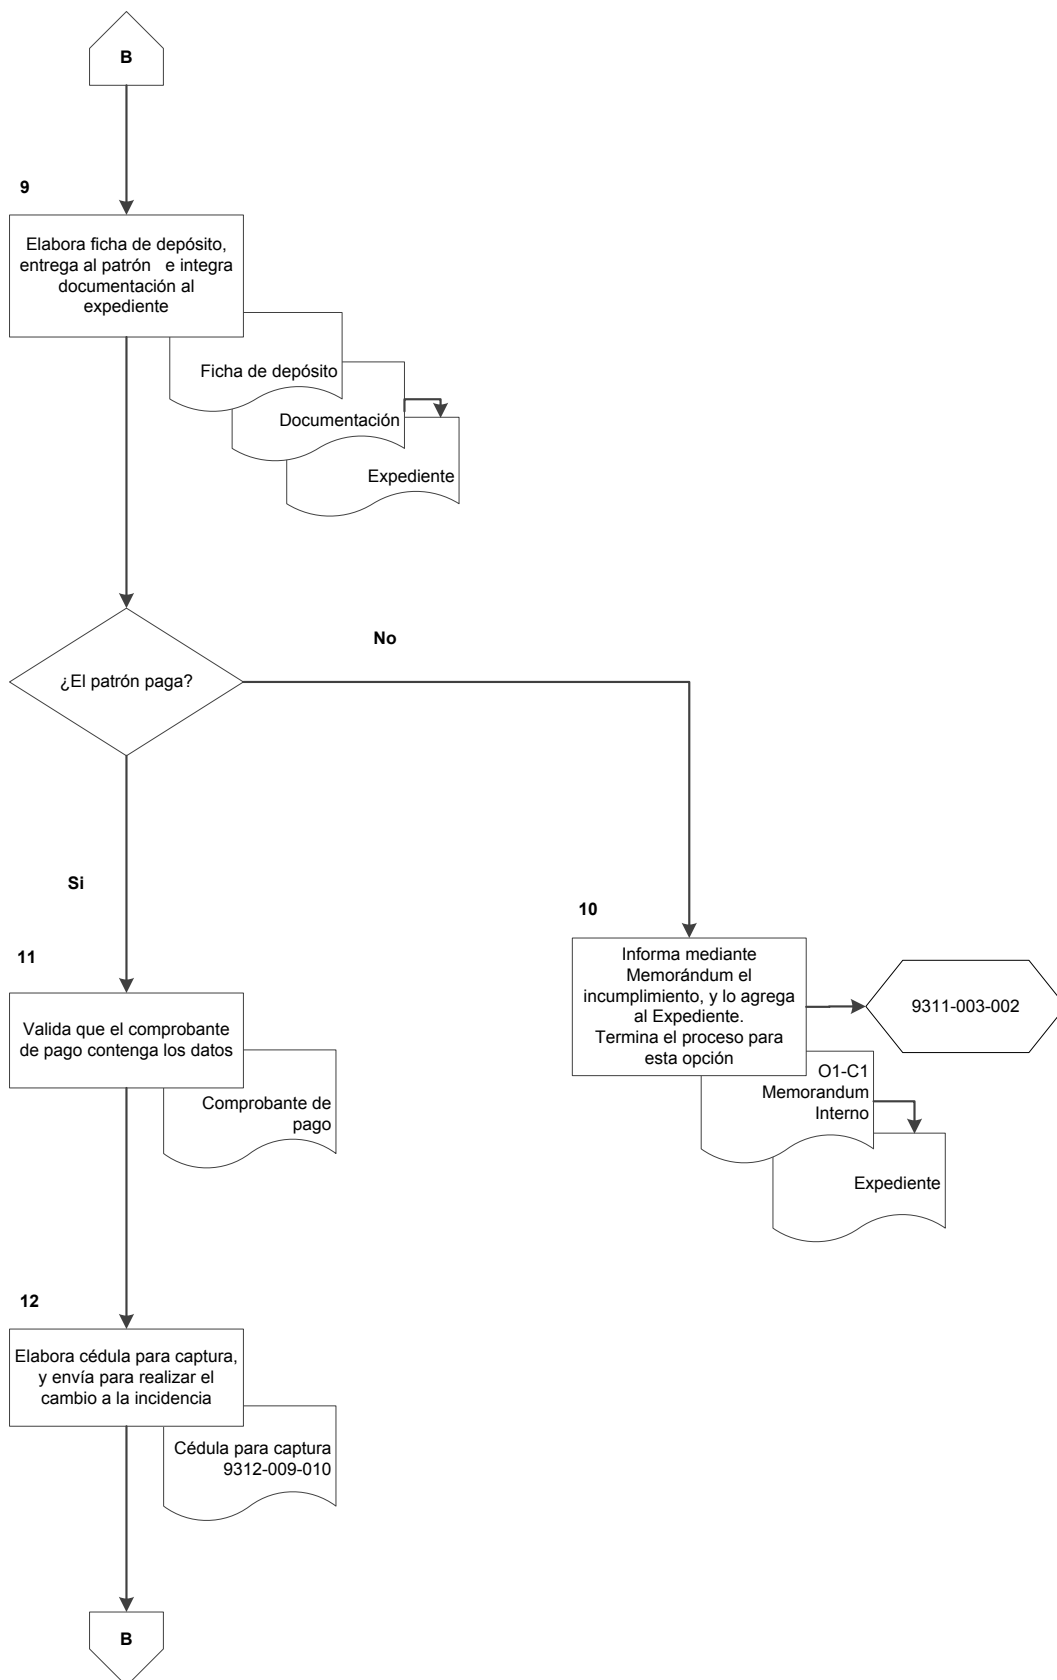 B
9
Elabora ficha de depósito,
entrega al patrón e integra
documentación al
expediente
Ficha de depósito
Documentación
Expediente
¿El patrón paga?
No
Si
10
Informa mediante
Memorándum el
incumplimiento, y lo agrega
al Expediente.
Termina el proceso para
esta opción
9311-003-002
O1-C1
Memorandum
Interno
Expediente
11
Valida que el comprobante
de pago contenga los datos
Comprobante de
pago
12
Elabora cédula para captura,
y envía para realizar el
cambio a la incidencia
Cédula para captura
9312-009-010
B